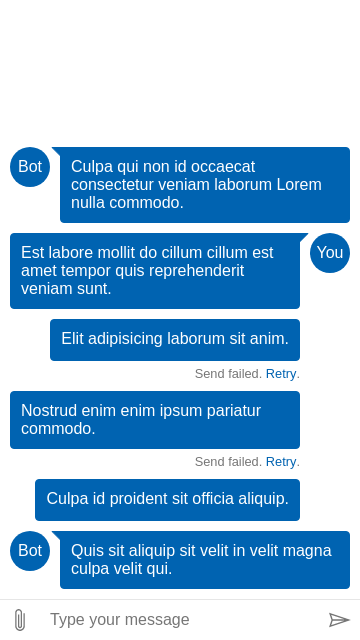 Bot
Culpa qui non id occaecat
consectetur veniam laborum Lorem
nulla commodo.
Est labore mollit do cillum cillum est
amet tempor quis reprehenderit
veniam sunt.
You
Elit adipisicing laborum sit anim.
Send failed. Retry.
Nostrud enim enim ipsum pariatur
commodo.
Send failed. Retry.
Culpa id proident sit officia aliquip.
Bot
Quis sit aliquip sit velit in velit magna
culpa velit qui.
Type your message